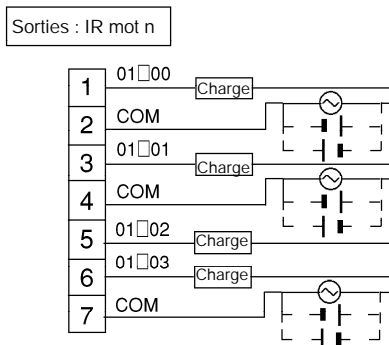 Sorties : IR mot n
1 01□00 Charge
2 COM
3 01□01 Charge
4 COM
5 01□02 Charge
6 01□03 Charge
7 COM